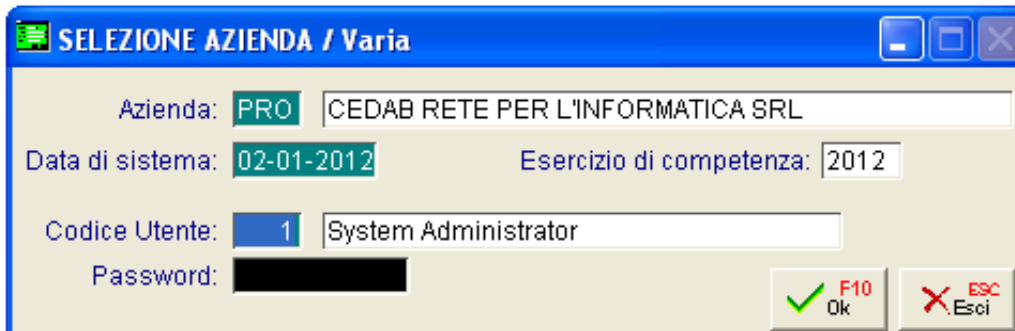 SELEZIONE AZIENDA / Varia
Azienda: PRO CEDAB RETE PER L'INFORMATICA SRL
Data di sistema: 02-01-2012 Esercizio di competenza: 2012
Codice Utente: 1 System Administrator
Password:
F10 Ok ESC Esci